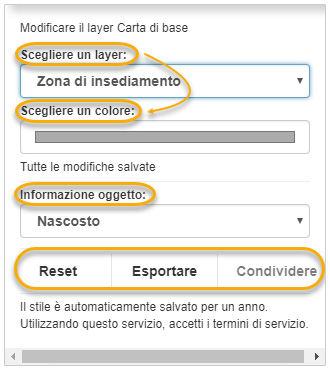 Modificare il layer Carta di base
Scegliere un layer:
Zona di insediamento
Scegliere un colore:
Tutte le modifiche salvate
Informazione oggetto:
Nascosto
Reset Esportare Condividere
Il stile è automaticamente salvato per un anno.
Utilizzando questo servizio, accetti i termini di servizio.